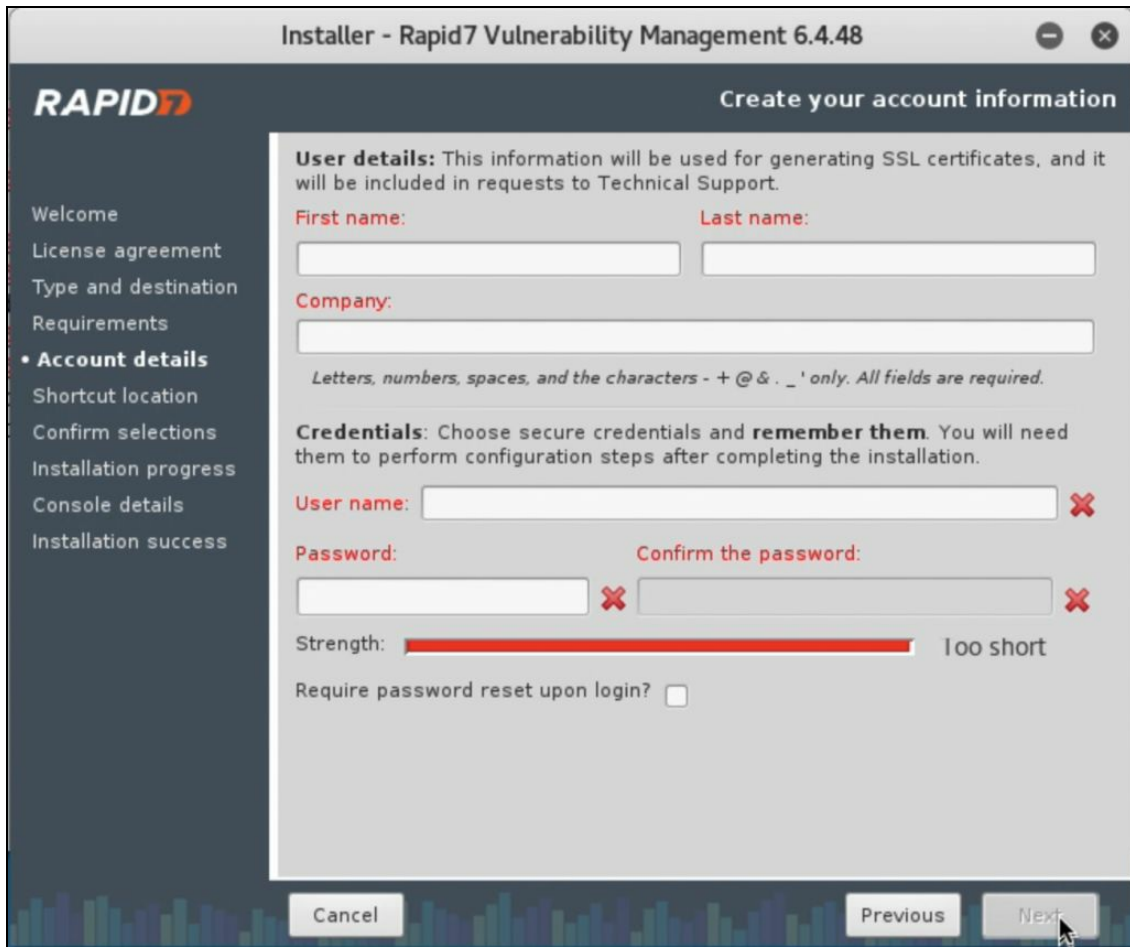 Installer - Rapid7 Vulnerability Management 6.4.48
RAPID7
Create your account information
Welcome
License agreement
Type and destination
Requirements
• Account details
Shortcut location
Confirm selections
Installation progress
Console details
Installation success
User details: This information will be used for generating SSL certificates, and it
will be included in requests to Technical Support.
First name: Last name:
Company:
Letters, numbers, spaces, and the characters - + @ & . _ ' only. All fields are required.
Credentials: Choose secure credentials and remember them. You will need
them to perform configuration steps after completing the installation.
User name:
Password: Confirm the password:
Strength: Too short
Require password reset upon login?
Cancel Previous Next